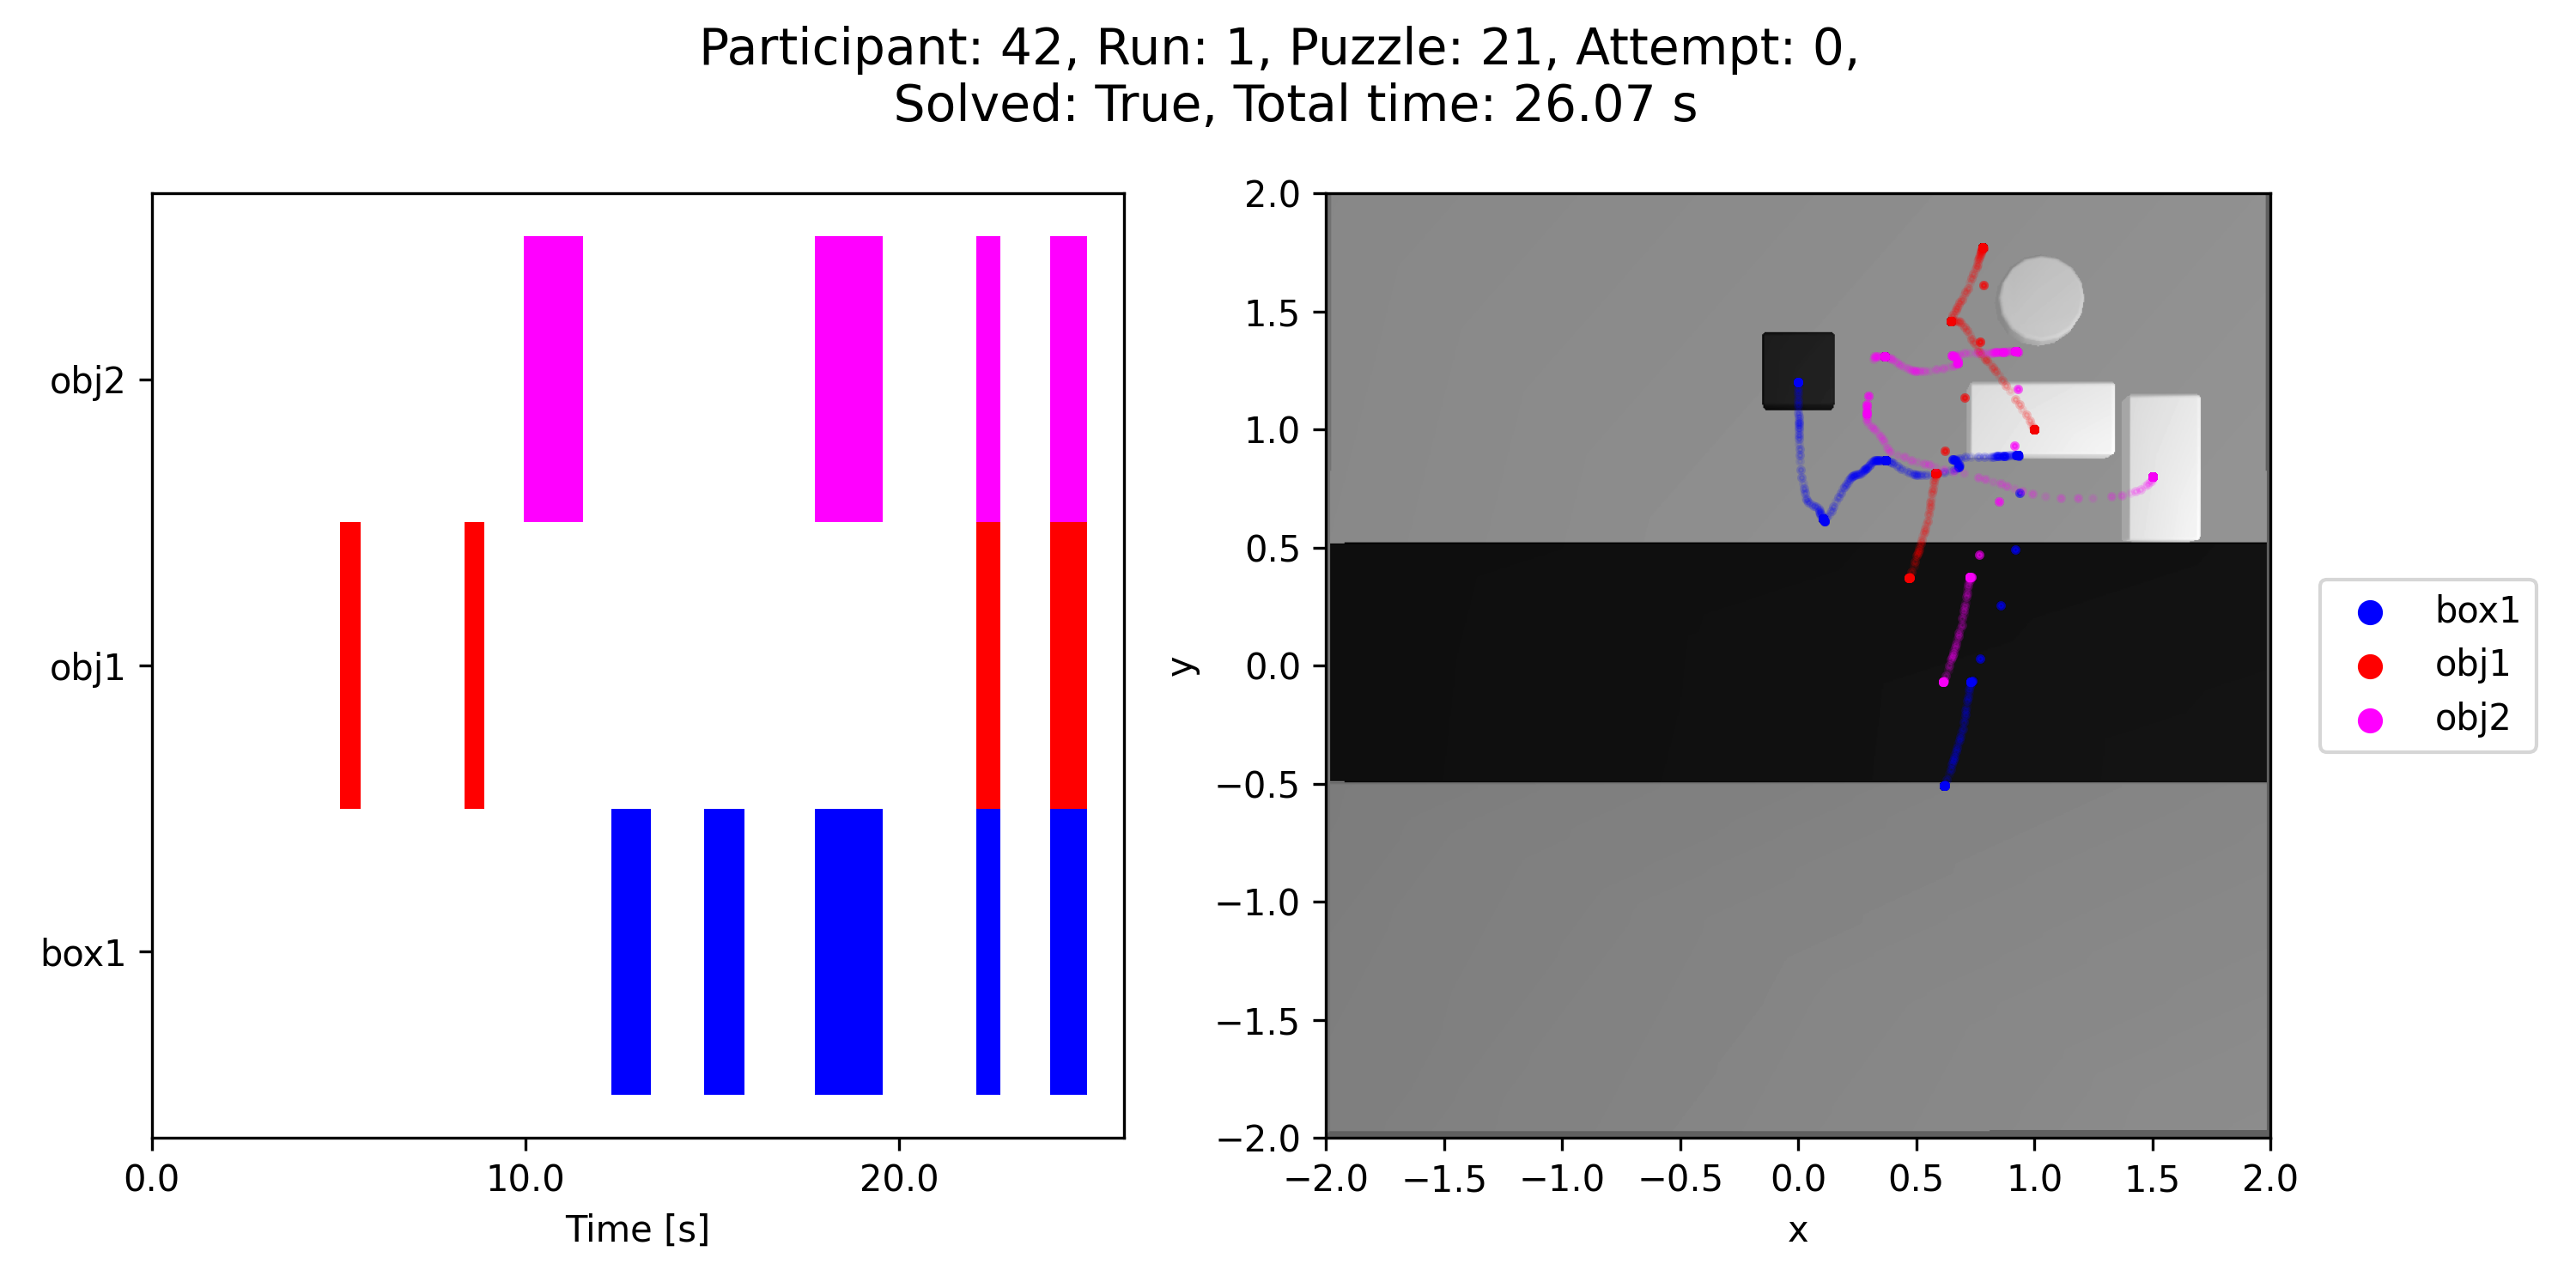 Participant: 42, Run: 1, Puzzle: 21, Attempt: 0,
Solved: True, Total time: 26.07 s
obj2
obj1
box1
0.0 10.0 20.0
Time [s]
2.0
1.5
1.0
0.5
0.0
−0.5
−1.0
−1.5
−2.0
y
−2.0 −1.5 −1.0 −0.5 0.0 0.5 1.0 1.5 2.0
x
box1
obj1
obj2